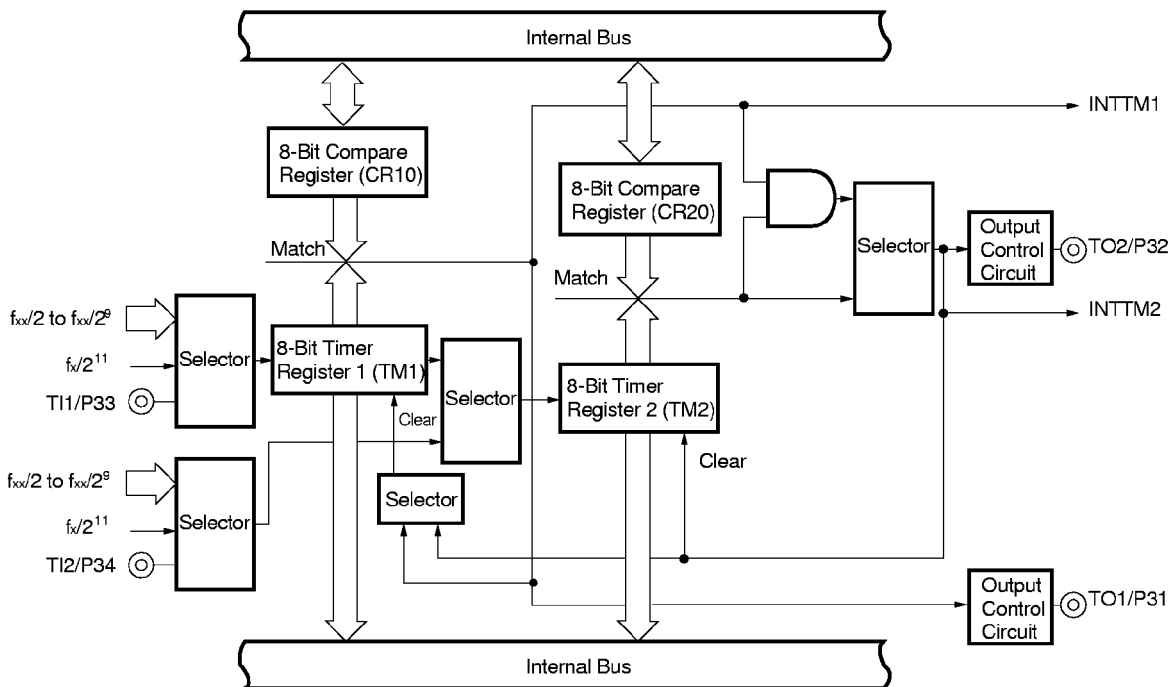 Internal Bus
INTTM1
8-Bit Compare
Register (CR10)
8-Bit Compare
Register (CR20)
Match
Match
Selector
Output
Control
Circuit
TO2/P32
INTTM2
fxx/2 to fxx/2⁹
fx/2¹¹
TI1/P33
Selector
8-Bit Timer
Register 1 (TM1)
Selector
8-Bit Timer
Register 2 (TM2)
Clear
Clear
fxx/2 to fxx/2⁹
fx/2¹¹
TI2/P34
Selector
Selector
Output
Control
Circuit
TO1/P31
Internal Bus